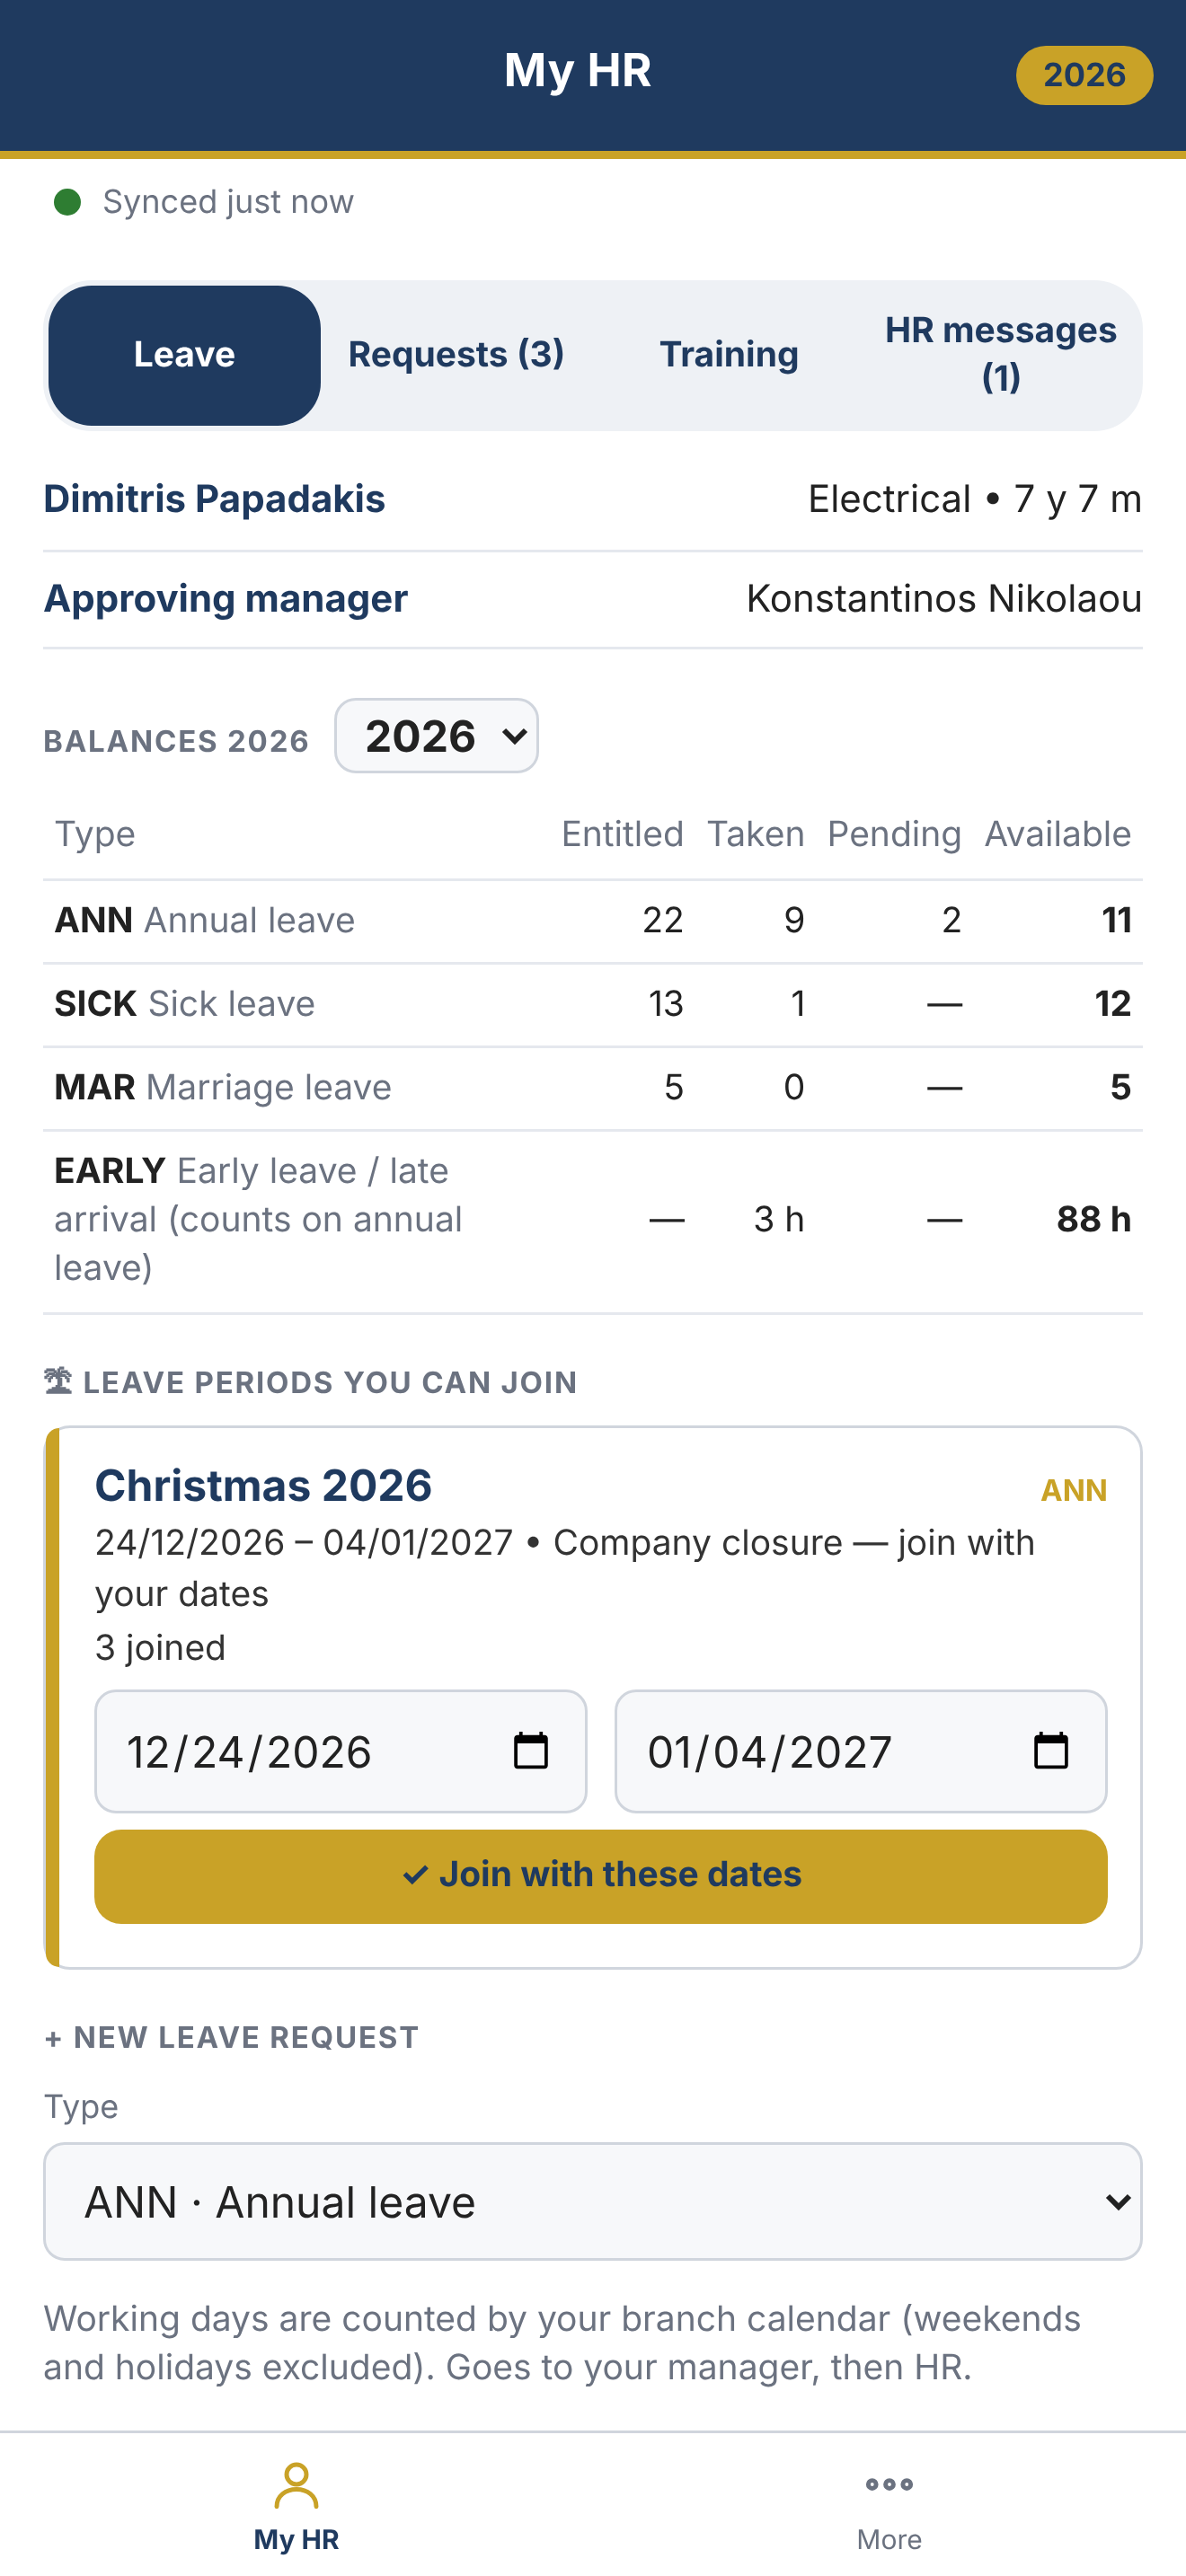 My HR
2026
Synced just now
Leave
Requests (3)
Training
HR messages
(1)
Dimitris Papadakis
Electrical • 7 y 7 m
Approving manager
Konstantinos Nikolaou
BALANCES 2026
2026
Type Entitled Taken Pending Available
ANN Annual leave 22 9 2 11
SICK Sick leave 13 1 — 12
MAR Marriage leave 5 0 — 5
EARLY Early leave / late
arrival (counts on annual — 3 h — 88 h
leave)
LEAVE PERIODS YOU CAN JOIN
Christmas 2026
ANN
24/12/2026 – 04/01/2027 • Company closure — join with
your dates
3 joined
12/24/2026
01/04/2027
✓ Join with these dates
+ NEW LEAVE REQUEST
Type
ANN · Annual leave
Working days are counted by your branch calendar (weekends
and holidays excluded). Goes to your manager, then HR.
My HR
More